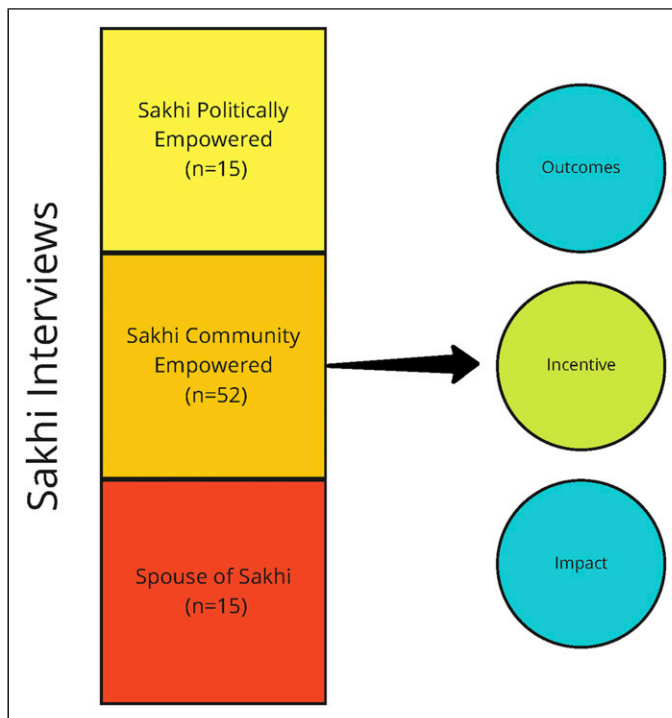 Sakhi Interviews
Sakhi Politically
Empowered
(n=15)
Sakhi Community
Empowered
(n=52)
Spouse of Sakhi
(n=15)
Outcomes
Incentive
Impact